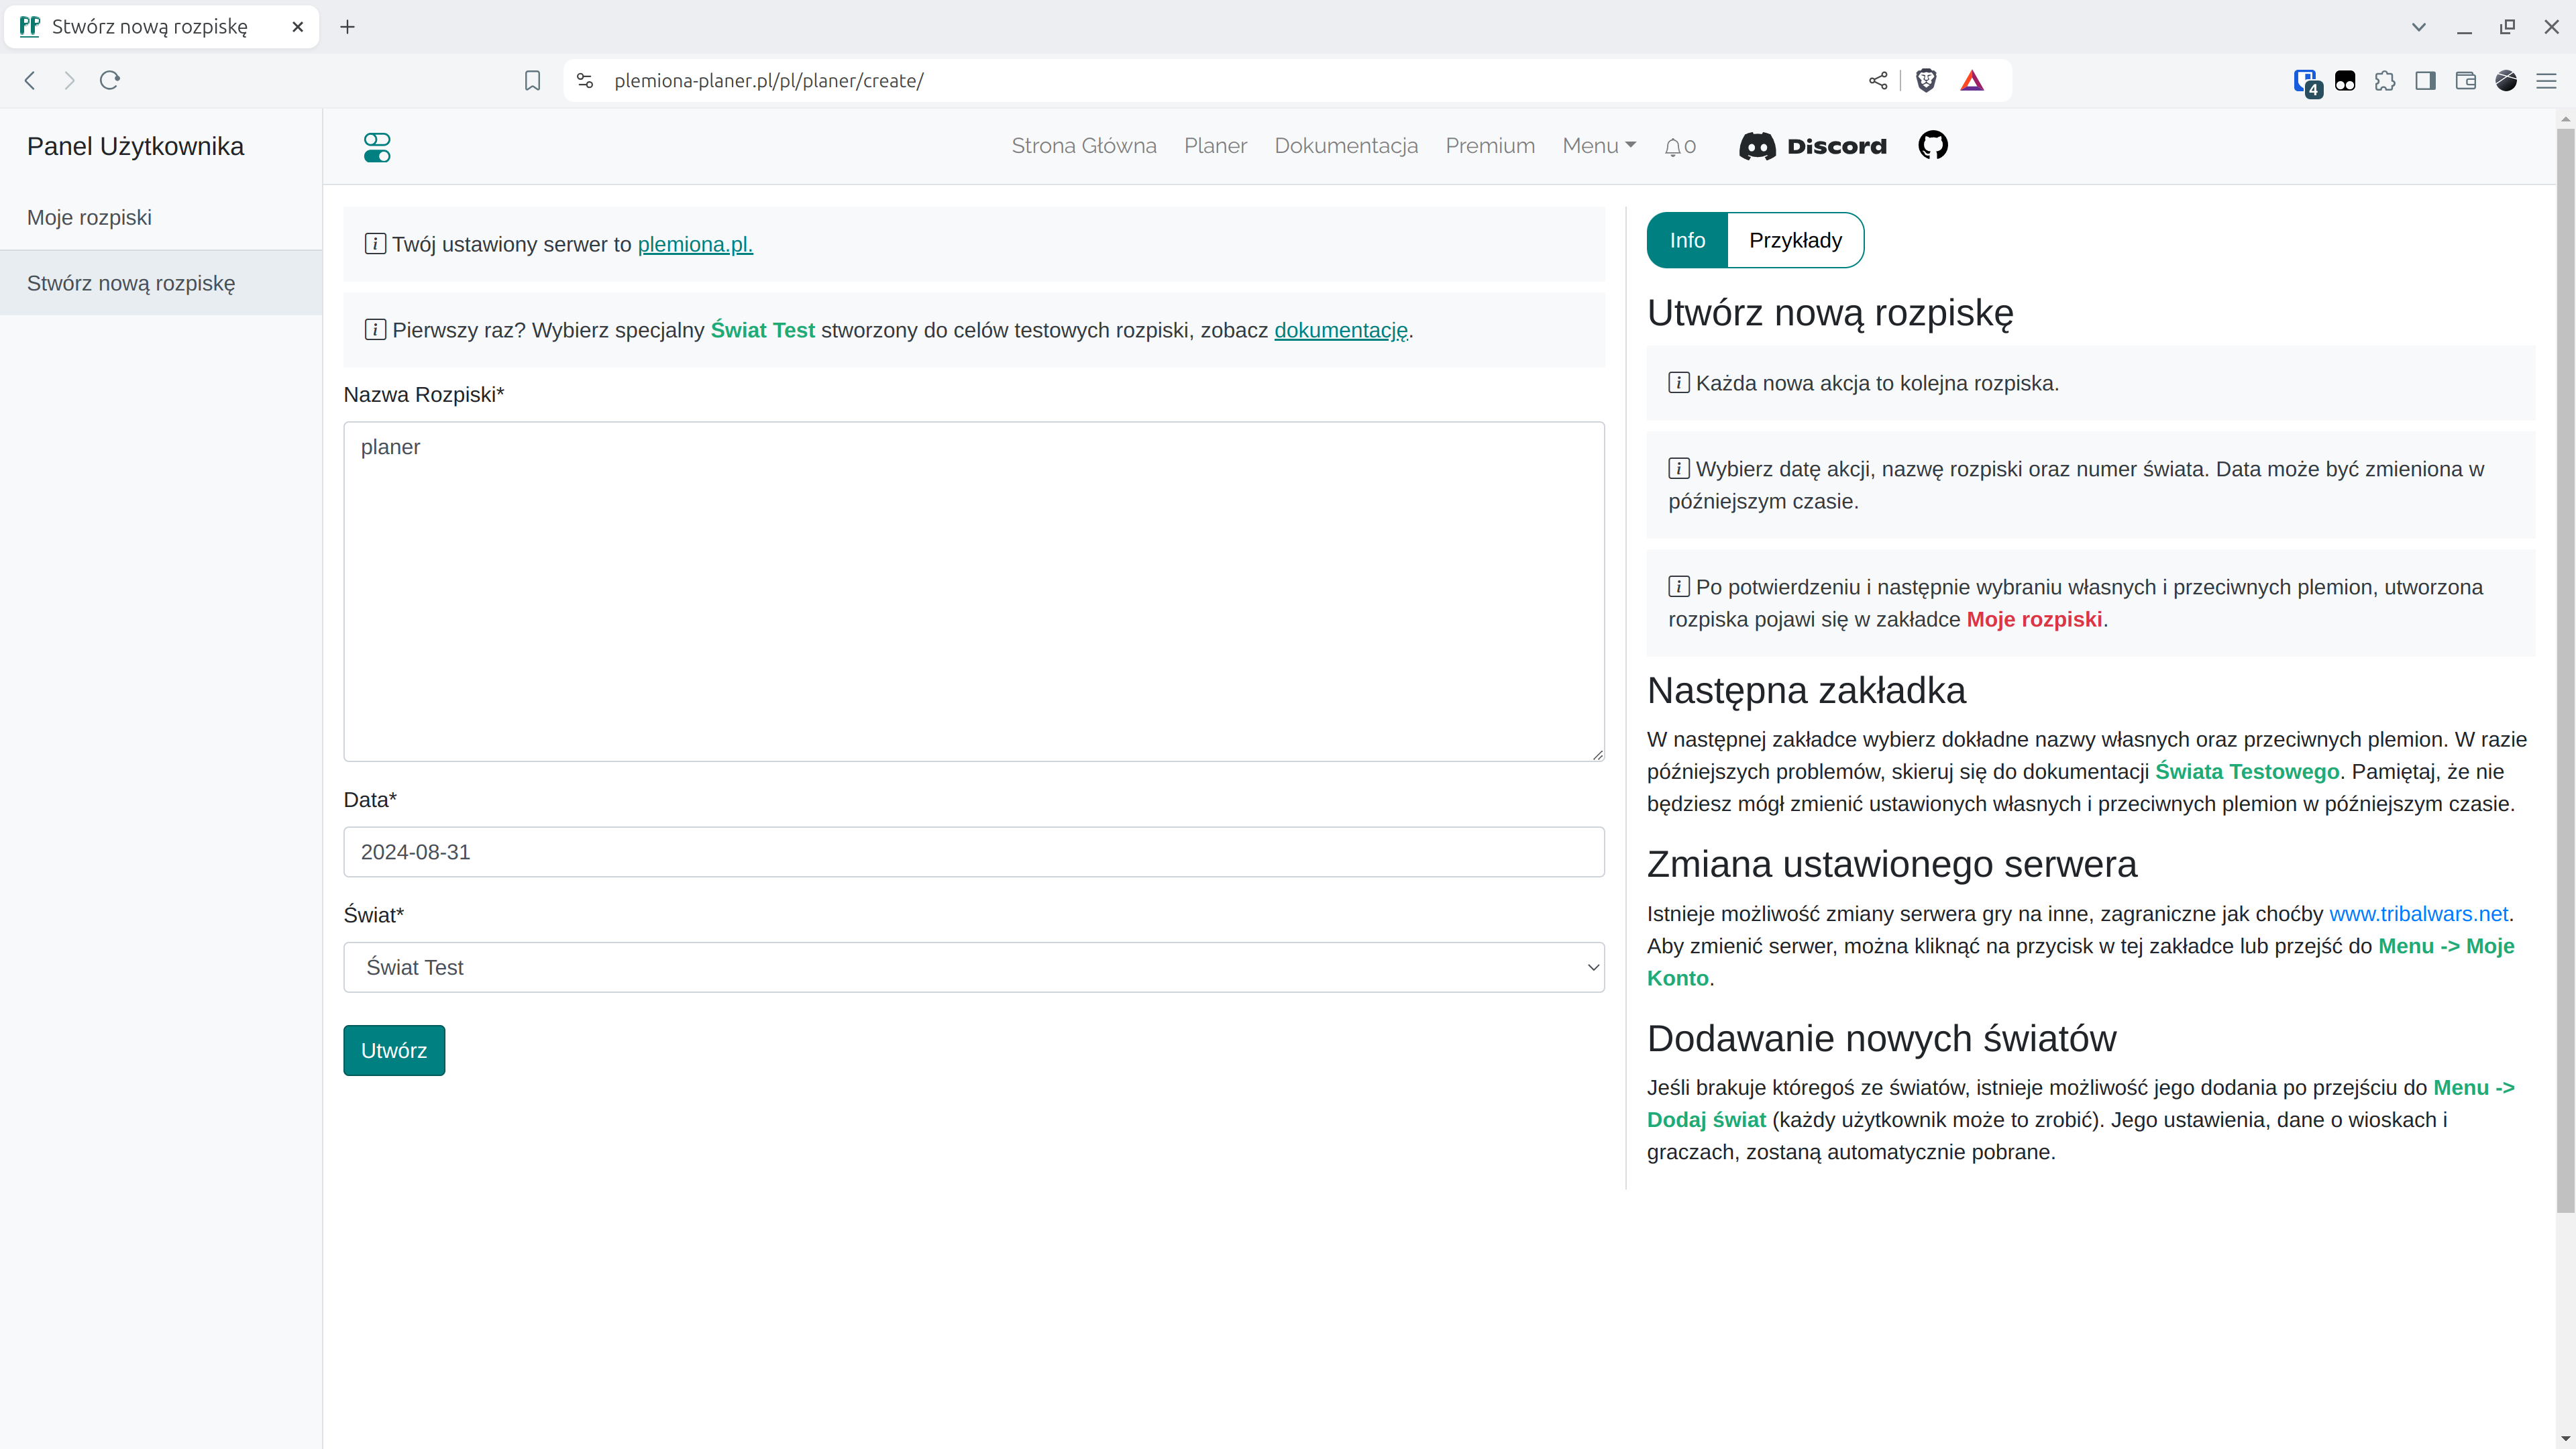 Stwórz nową rozpiskę
plemiona-planer.pl/pl/planer/create/
4
Panel Użytkownika
Moje rozpiski
Stwórz nową rozpiskę
Strona Główna Planer Dokumentacja Premium Menu 0 Discord
Twój ustawiony serwer to plemiona.pl.
Pierwszy raz? Wybierz specjalny Świat Test stworzony do celów testowych rozpiski, zobacz dokumentację.
Nazwa Rozpiski*
planer
Data*
2024-08-31
Świat*
Świat Test
Utwórz
Info Przykłady
Utwórz nową rozpiskę
Każda nowa akcja to kolejna rozpiska.
Wybierz datę akcji, nazwę rozpiski oraz numer świata. Data może być zmieniona w
późniejszym czasie.
Po potwierdzeniu i następnie wybraniu własnych i przeciwnych plemion, utworzona
rozpiska pojawi się w zakładce Moje rozpiski.
Następna zakładka
W następnej zakładce wybierz dokładne nazwy własnych oraz przeciwnych plemion. W razie
późniejszych problemów, skieruj się do dokumentacji Świata Testowego. Pamiętaj, że nie
będziesz mógł zmienić ustawionych własnych i przeciwnych plemion w późniejszym czasie.
Zmiana ustawionego serwera
Istnieje możliwość zmiany serwera gry na inne, zagraniczne jak choćby www.tribalwars.net.
Aby zmienić serwer, można kliknąć na przycisk w tej zakładce lub przejść do Menu -> Moje
Konto.
Dodawanie nowych światów
Jeśli brakuje któregoś ze światów, istnieje możliwość jego dodania po przejściu do Menu ->
Dodaj świat (każdy użytkownik może to zrobić). Jego ustawienia, dane o wioskach i
graczach, zostaną automatycznie pobrane.